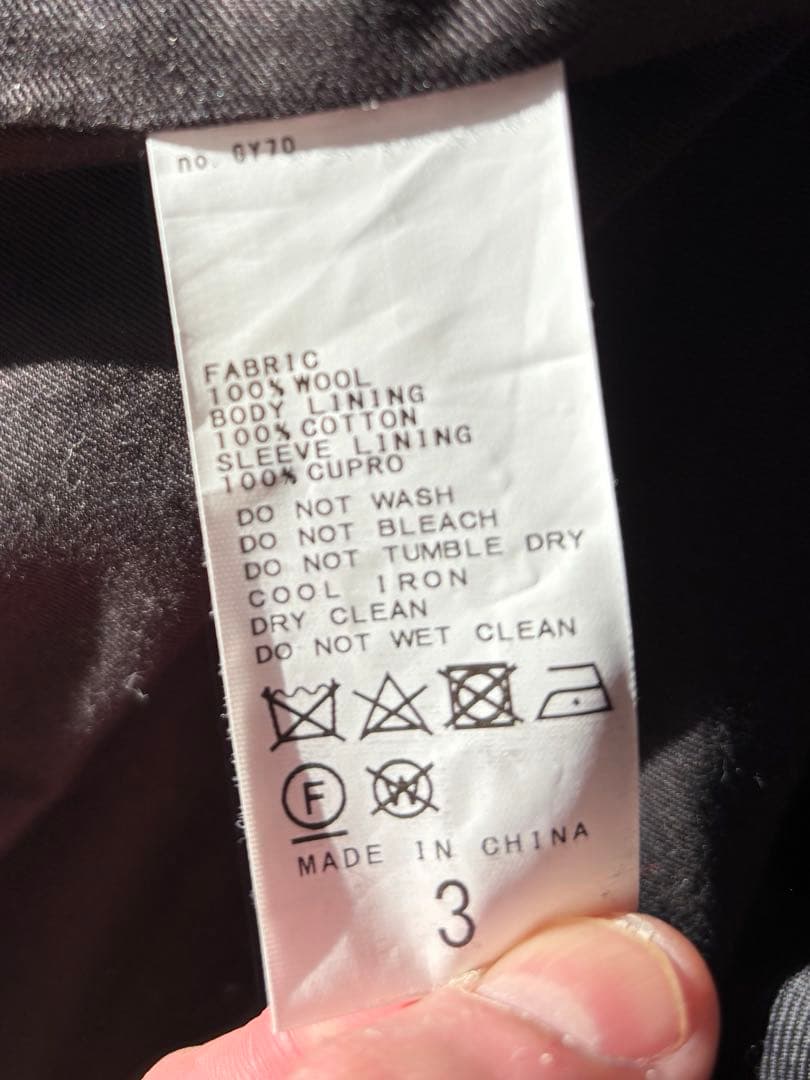 no. GY70
FABRIC
100% WOOL
BODY LINING
100% COTTON
SLEEVE LINING
100% CUPRO
DO NOT WASH
DO NOT BLEACH
DO NOT TUMBLE DRY
COOL IRON
DRY CLEAN
DO NOT WET CLEAN
F W
MADE IN CHINA
3